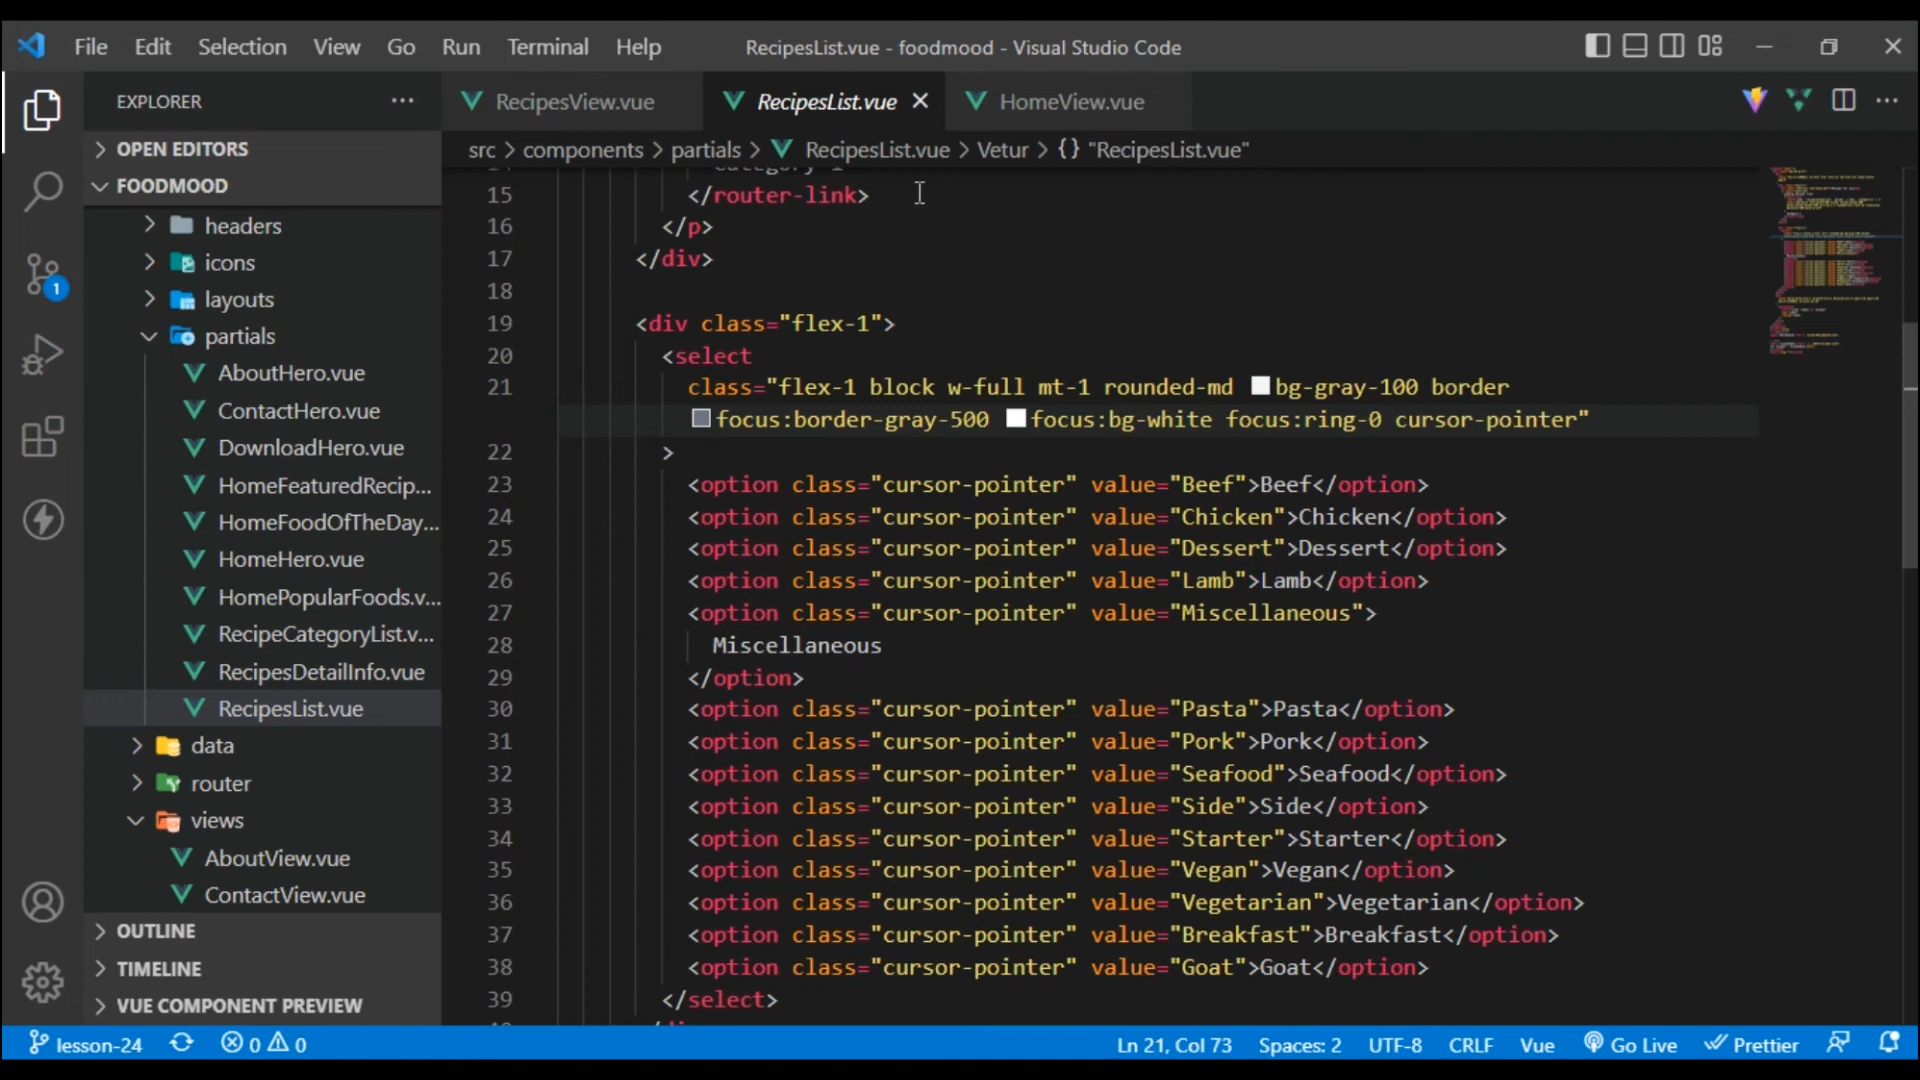 File Edit Selection View Go Run Terminal Help RecipesList.vue - foodmood - Visual Studio Code
EXPLORER
RecipesView.vue RecipesList.vue HomeView.vue
OPEN EDITORS
FOODMOOD
headers
icons
layouts
partials
AboutHero.vue
ContactHero.vue
DownloadHero.vue
HomeFeaturedRecip...
HomeFoodOfTheDay...
HomeHero.vue
HomePopularFoods.v...
RecipeCategoryList.v...
RecipesDetailInfo.vue
RecipesList.vue
data
router
views
AboutView.vue
ContactView.vue
OUTLINE
TIMELINE
VUE COMPONENT PREVIEW
src > components > partials > RecipesList.vue > Vetur > {} "RecipesList.vue"
15 </router-link>
16 </p>
17 </div>
18
19 <div class="flex-1">
20 <select
21 class="flex-1 block w-full mt-1 rounded-md bg-gray-100 border
focus:border-gray-500 focus:bg-white focus:ring-0 cursor-pointer"
22 >
23 <option class="cursor-pointer" value="Beef">Beef</option>
24 <option class="cursor-pointer" value="Chicken">Chicken</option>
25 <option class="cursor-pointer" value="Dessert">Dessert</option>
26 <option class="cursor-pointer" value="Lamb">Lamb</option>
27 <option class="cursor-pointer" value="Miscellaneous">
28 Miscellaneous
29 </option>
30 <option class="cursor-pointer" value="Pasta">Pasta</option>
31 <option class="cursor-pointer" value="Pork">Pork</option>
32 <option class="cursor-pointer" value="Seafood">Seafood</option>
33 <option class="cursor-pointer" value="Side">Side</option>
34 <option class="cursor-pointer" value="Starter">Starter</option>
35 <option class="cursor-pointer" value="Vegan">Vegan</option>
36 <option class="cursor-pointer" value="Vegetarian">Vegetarian</option>
37 <option class="cursor-pointer" value="Breakfast">Breakfast</option>
38 <option class="cursor-pointer" value="Goat">Goat</option>
39 </select>
1
lesson-24 0 0 Ln 21, Col 73 Spaces: 2 UTF-8 CRLF Vue Go Live Prettier